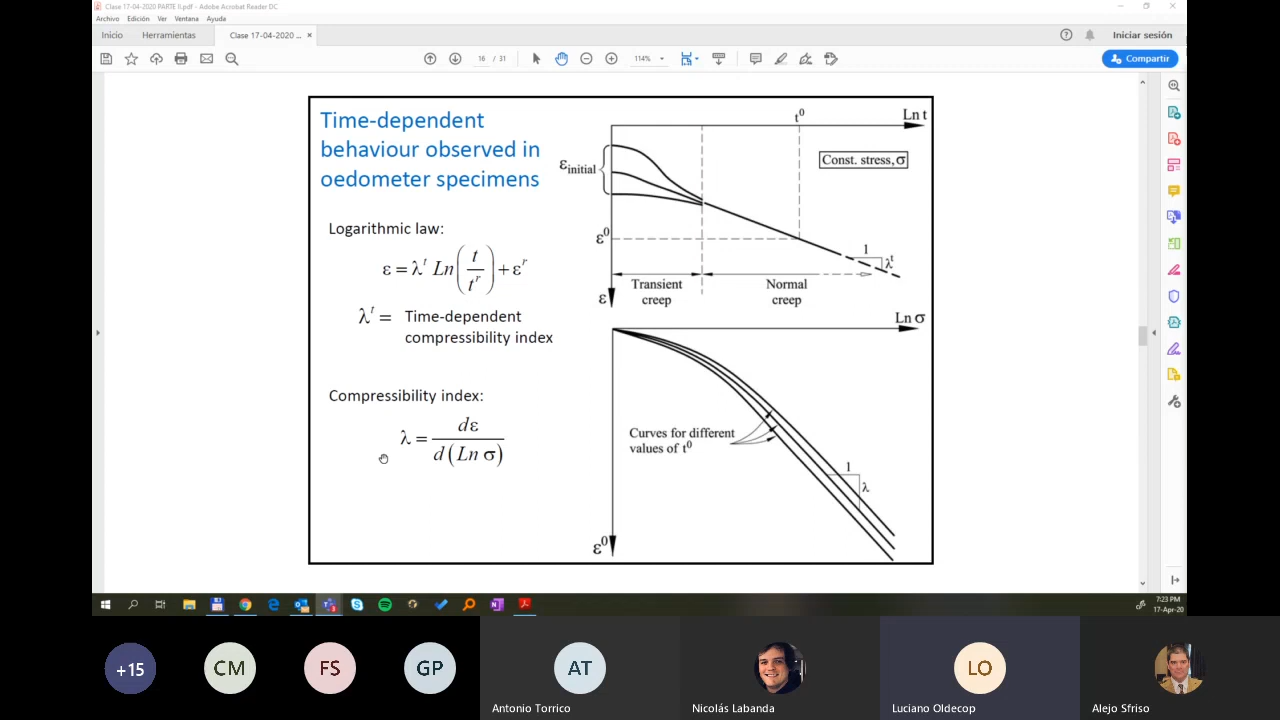 Clase 17-04-2020 PARTE II.pdf - Adobe Acrobat Reader DC
Archivo Edición Ver Ventana Ayuda
Inicio Herramientas Clase 17-04-2020 ... × Iniciar sesión
16 / 31 114% Compartir
Time-dependent
behaviour observed in
oedometer specimens
Logarithmic law:
ε = λᵗ Ln(t/tʳ) + εʳ
λᵗ = Time-dependent
compressibility index
Compressibility index:
λ = dε / d(Ln σ)
t⁰ Ln t
ε initial
Const. stress, σ
ε⁰
1
λᵗ
Transient
creep
Normal
creep
ε
Ln σ
Curves for different
values of t⁰
1
λ
ε⁰
7:23 PM
17-Apr-20
+15 CM FS GP AT LO
Antonio Torrico Nicolás Labanda Luciano Oldecop Alejo Sfriso